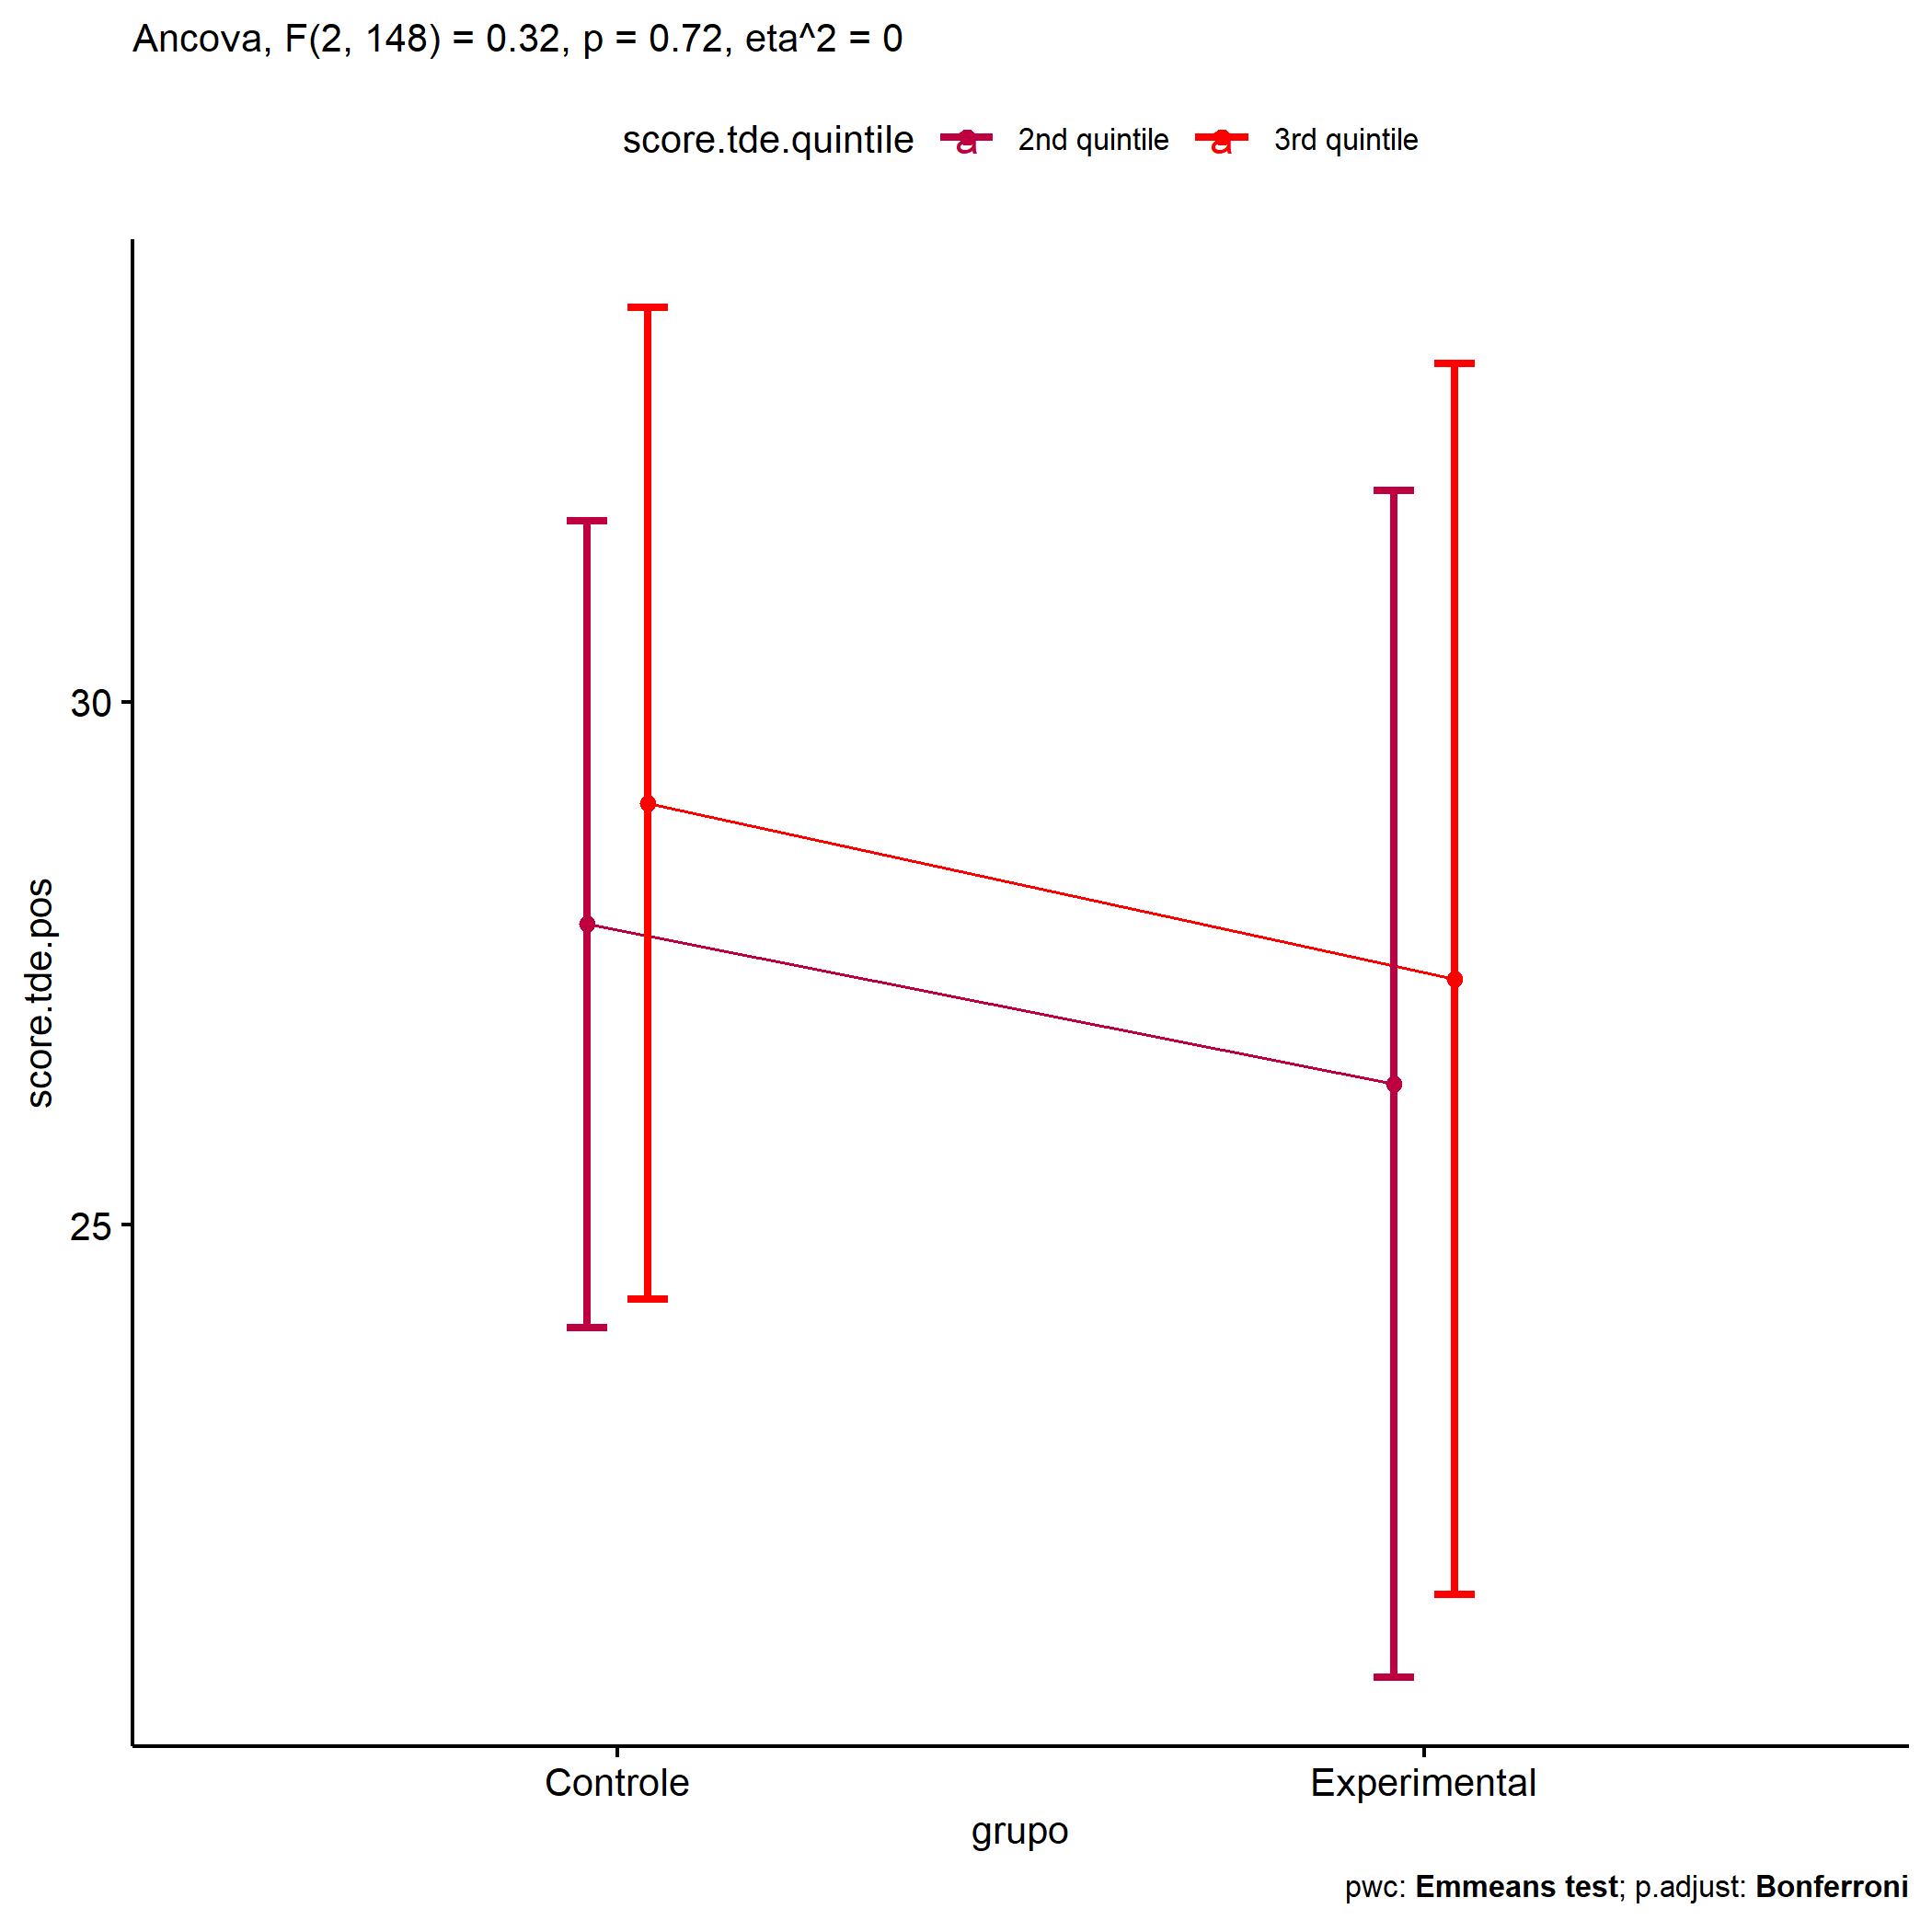 Ancova, F(2, 148) = 0.32, p = 0.72, eta^2 = 0
score.tde.quintile a 2nd quintile a 3rd quintile
30
25
score.tde.pos
Controle Experimental
grupo
pwc: Emmeans test; p.adjust: Bonferroni